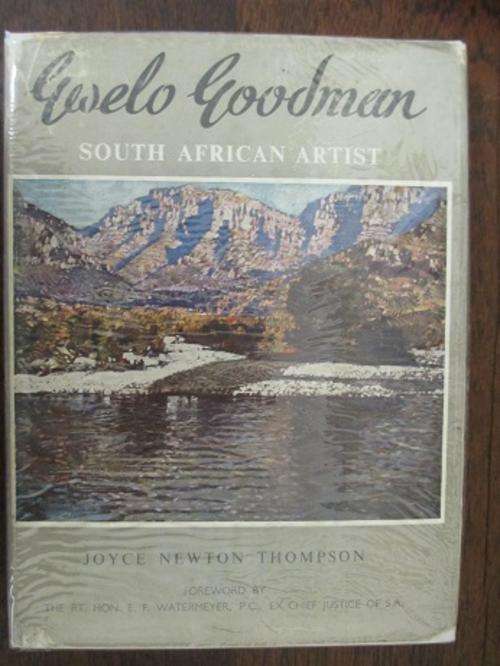 Gwelo Goodman
SOUTH AFRICAN ARTIST
JOYCE NEWTON THOMPSON
FOREWORD BY
THE RT. HON. E. F. WATERMEYER, P.C., EX CHIEF JUSTICE OF S.A.